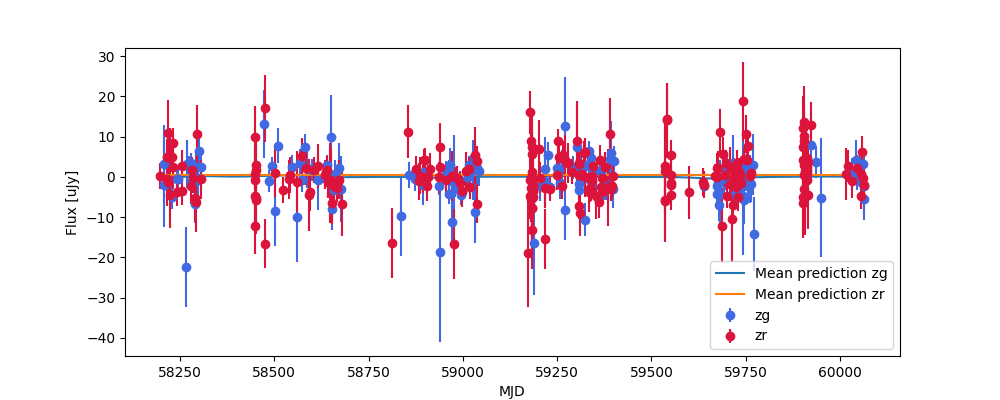 30
20
10
0
−10
−20
−30
−40
Flux [uJy]
58250 58500 58750 59000 59250 59500 59750 60000
MJD
Mean prediction zg
Mean prediction zr
zg
zr